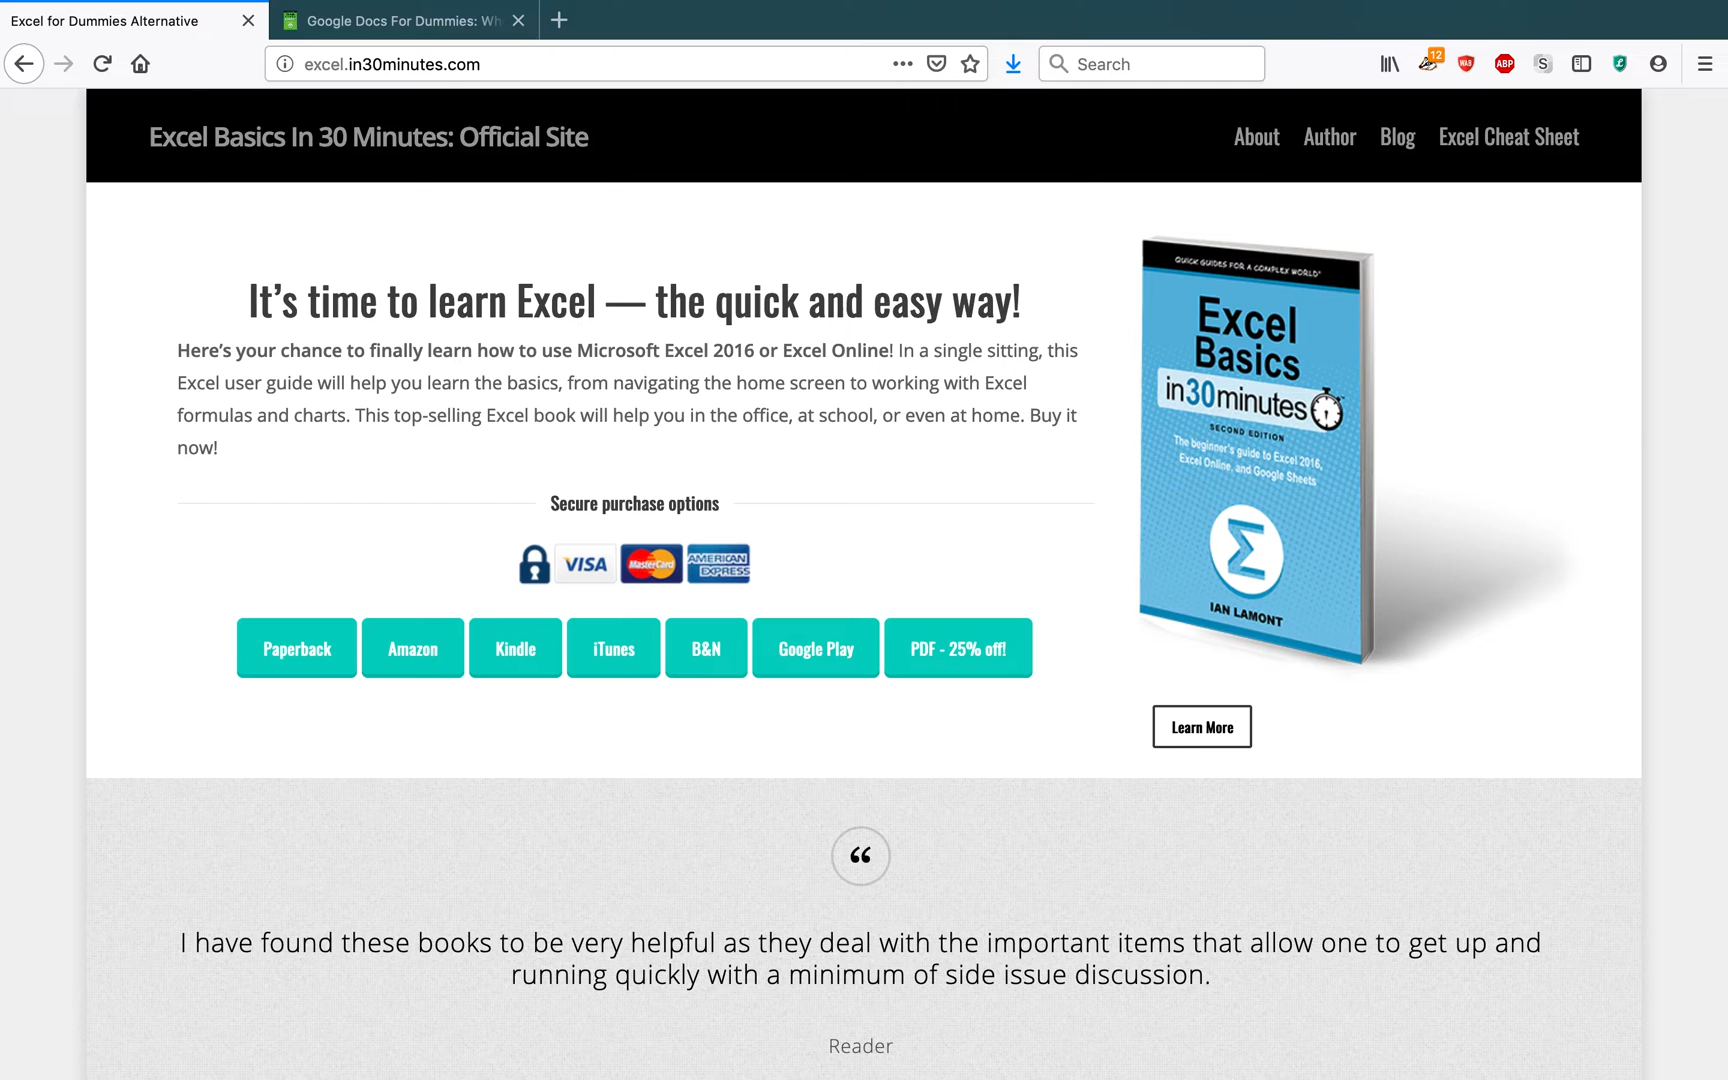 Excel for Dummies Alternative
Google Docs For Dummies: Wh
excel.in30minutes.com
Search
12
WAB
ABP
S
Excel Basics In 30 Minutes: Official Site
About
Author
Blog
Excel Cheat Sheet
It’s time to learn Excel — the quick and easy way!
Here’s your chance to finally learn how to use Microsoft Excel 2016 or Excel Online! In a single sitting, this
Excel user guide will help you learn the basics, from navigating the home screen to working with Excel
formulas and charts. This top-selling Excel book will help you in the office, at school, or even at home. Buy it
now!
Secure purchase options
VISA
MasterCard
AMERICAN
EXPRESS
Paperback
Amazon
Kindle
iTunes
B&N
Google Play
PDF - 25% off!
QUICK GUIDES FOR A COMPLEX WORLD®
Excel
Basics
in30minutes
SECOND EDITION
The beginner's guide to Excel 2016,
Excel Online, and Google Sheets
Σ
IAN LAMONT
Learn More
“
I have found these books to be very helpful as they deal with the important items that allow one to get up and
running quickly with a minimum of side issue discussion.
Reader